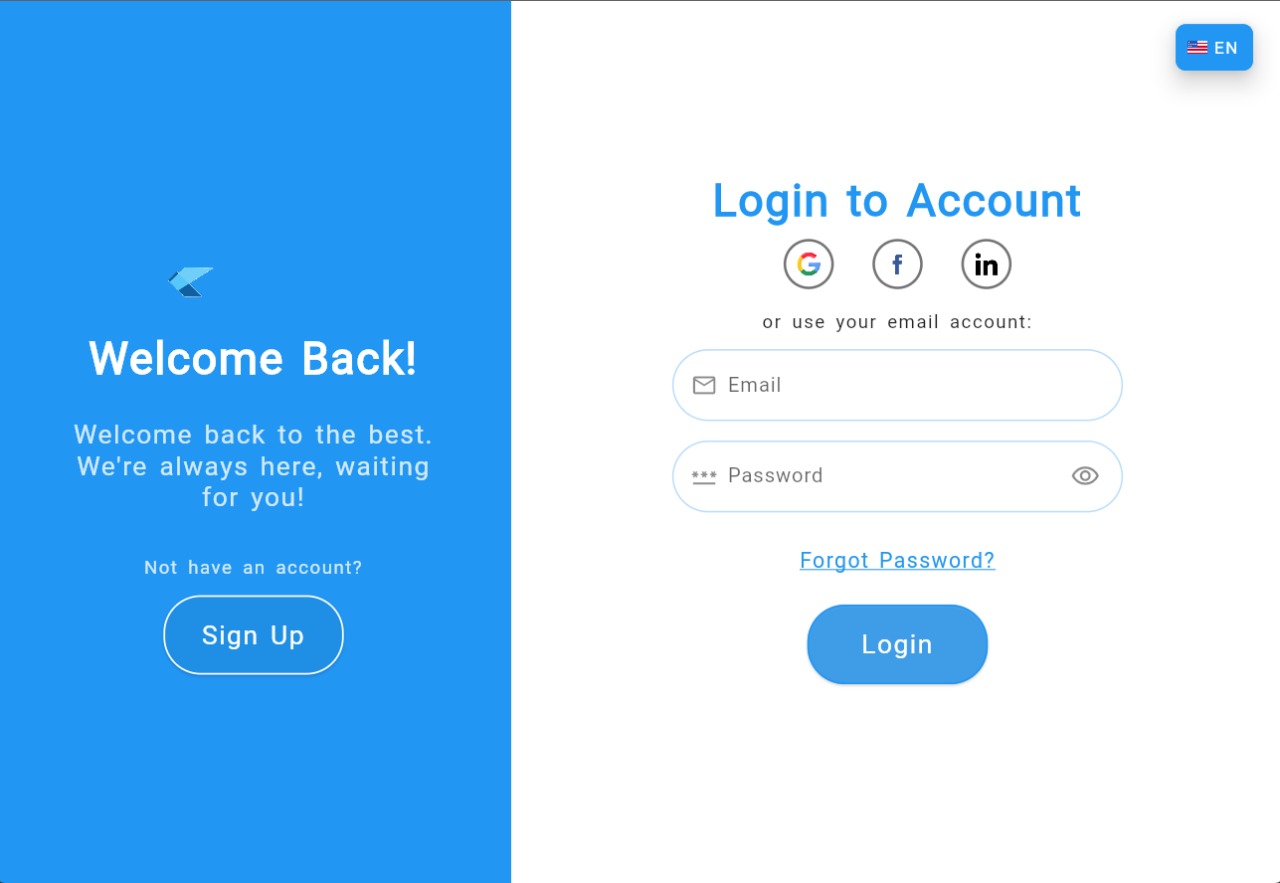 EN
Welcome Back!
Welcome back to the best.
We're always here, waiting
for you!
Not have an account?
Sign Up
Login to Account
G f in
or use your email account:
Email
*** Password
Forgot Password?
Login